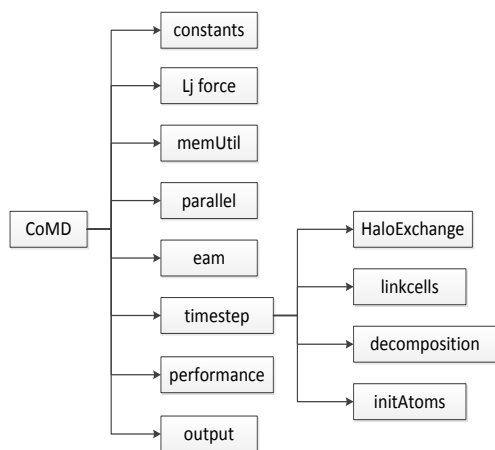 constants
Lj force
memUtil
parallel
CoMD
HaloExchange
eam
linkcells
timestep
decomposition
performance
initAtoms
output